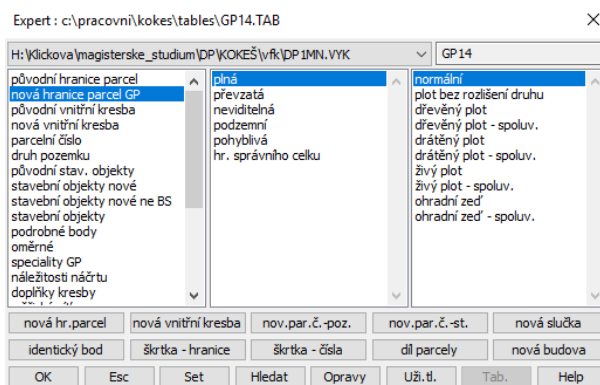 Expert : c:\pracovni\kokes\tables\GP14.TAB
H:\Klickova\magisterske_studium\DP\KOKEŠ\vfk\DP1MN.VYK
GP14
původní hranice parcel
nová hranice parcel GP
původní vnitřní kresba
nová vnitřní kresba
parcelní číslo
druh pozemku
původní stav. objekty
stavební objekty nové
stavební objekty nové ne BS
stavební objekty
podrobné body
oměrné
speciality GP
náležitosti náčrtu
doplňky kresby
plná
převzatá
neviditelná
podzemní
pohyblivá
hr. správního celku
normální
plot bez rozlišení druhu
dřevěný plot
dřevěný plot - spoluv.
drátěný plot
drátěný plot - spoluv.
živý plot
živý plot - spoluv.
ohradní zeď
ohradní zeď - spoluv.
nová hr.parcel nová vnitřní kresba nov.par.č.-poz. nov.par.č.-st. nová slučka
identický bod škrtka - hranice škrtka - čísla díl parcely nová budova
OK Esc Set Hledat Opravy Uži.tl. Tab. Help